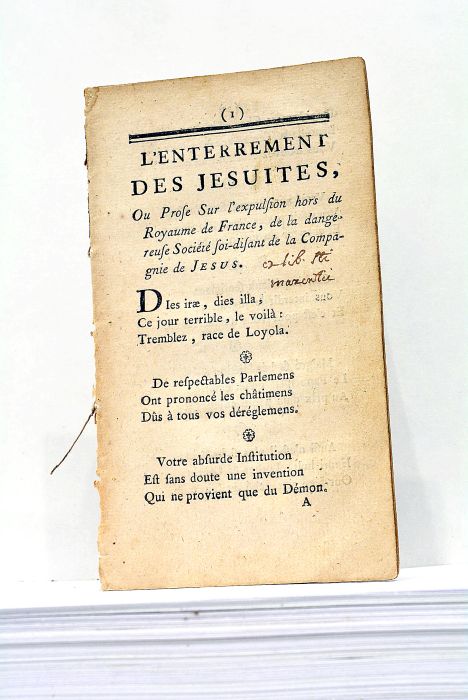 (1)
L'ENTERREMENT
DES JESUITES,
Ou Prose Sur l'expulſion hors du
Royaume de France, de la dange-
reuſe Société ſoi-diſant de la Compa-
gnie de JESUS.
ex lib.
DIes iræ, dies illa,
Ce jour terrible, le voilà:
Tremblez, race de Loyola.
De reſpectables Parlemens
Ont prononcé les châtimens
Dûs à tous vos déréglemens.
Votre abſurde Inſtitution
Eſt ſans doute une invention
Qui ne provient que du Démon.
A